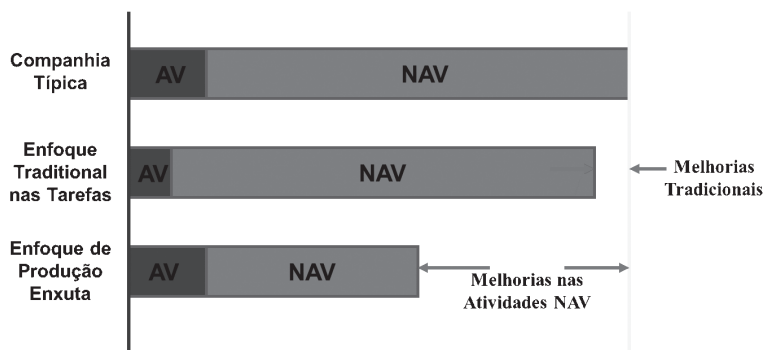 Companhia
Típica
AV
NAV
Enfoque
Traditional
nas Tarefas
AV
NAV
Melhorias
Tradicionais
Enfoque de
Produção
Enxuta
AV
NAV
Melhorias nas
Atividades NAV